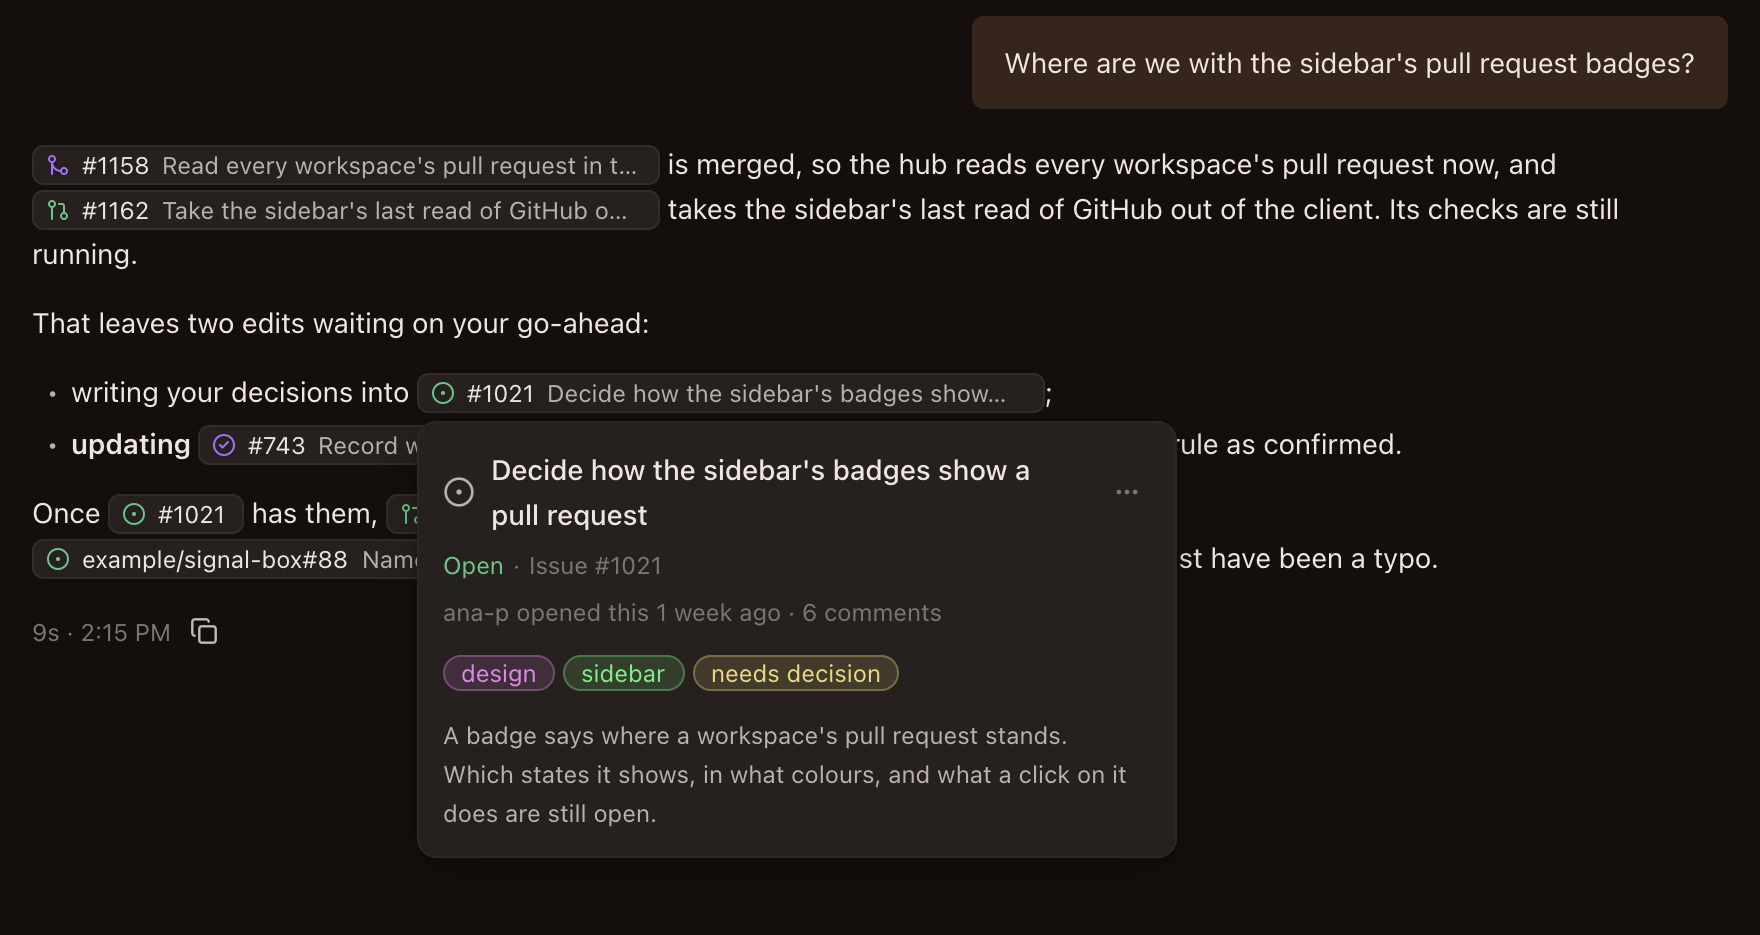 Where are we with the sidebar's pull request badges?
#1158 Read every workspace's pull request in t... is merged, so the hub reads every workspace's pull request now, and
#1162 Take the sidebar's last read of GitHub o... takes the sidebar's last read of GitHub out of the client. Its checks are still
running.
That leaves two edits waiting on your go-ahead:
• writing your decisions into #1021 Decide how the sidebar's badges show... ;
• updating #743 Record rule as confirmed.
Once #1021 has them,
example/signal-box#88 have been a typo.
Decide how the sidebar's badges show a
pull request
...
Open · Issue #1021
ana-p opened this 1 week ago · 6 comments
design sidebar needs decision
A badge says where a workspace's pull request stands.
Which states it shows, in what colours, and what a click on it
does are still open.
9s · 2:15 PM